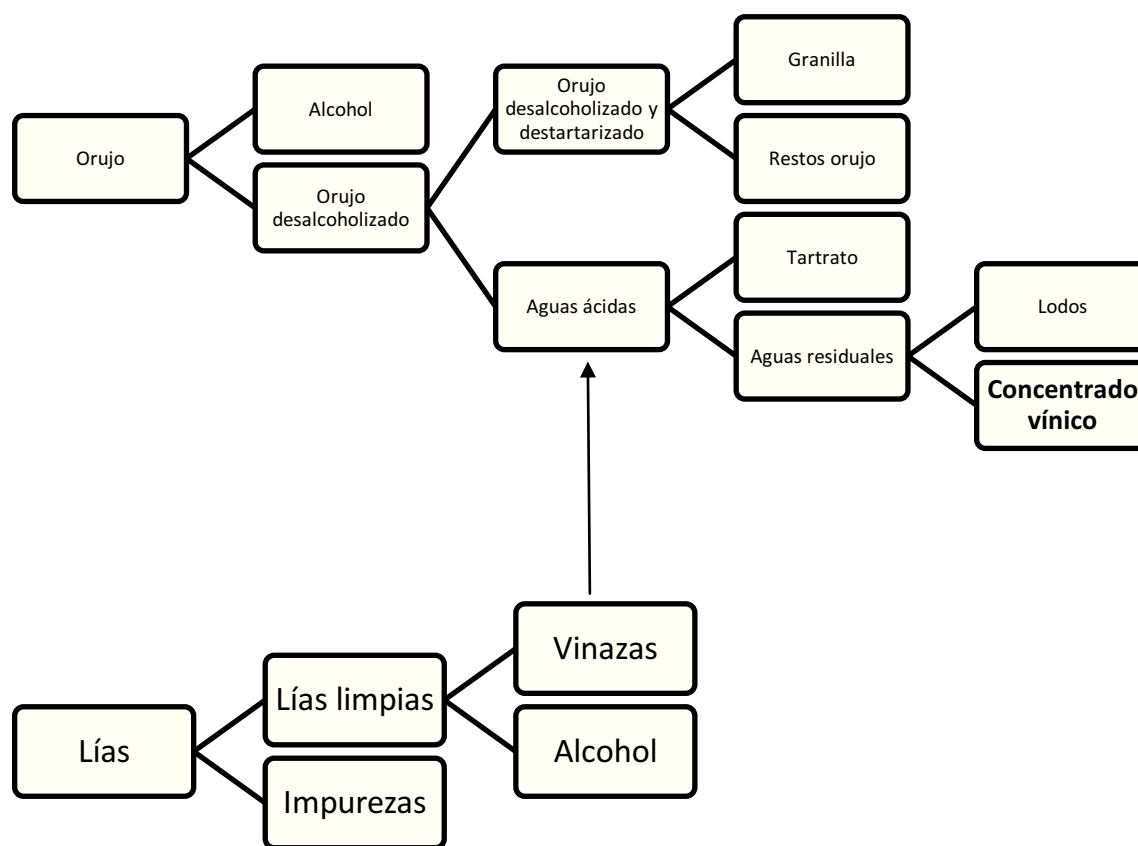 Orujo
Alcohol
Orujo
desalcoholizado
Orujo
desalcoholizado y
destartarizado
Aguas ácidas
Granilla
Restos orujo
Tartrato
Aguas residuales
Lodos
Concentrado
vínico
Lías
Lías limpias
Impurezas
Vinazas
Alcohol